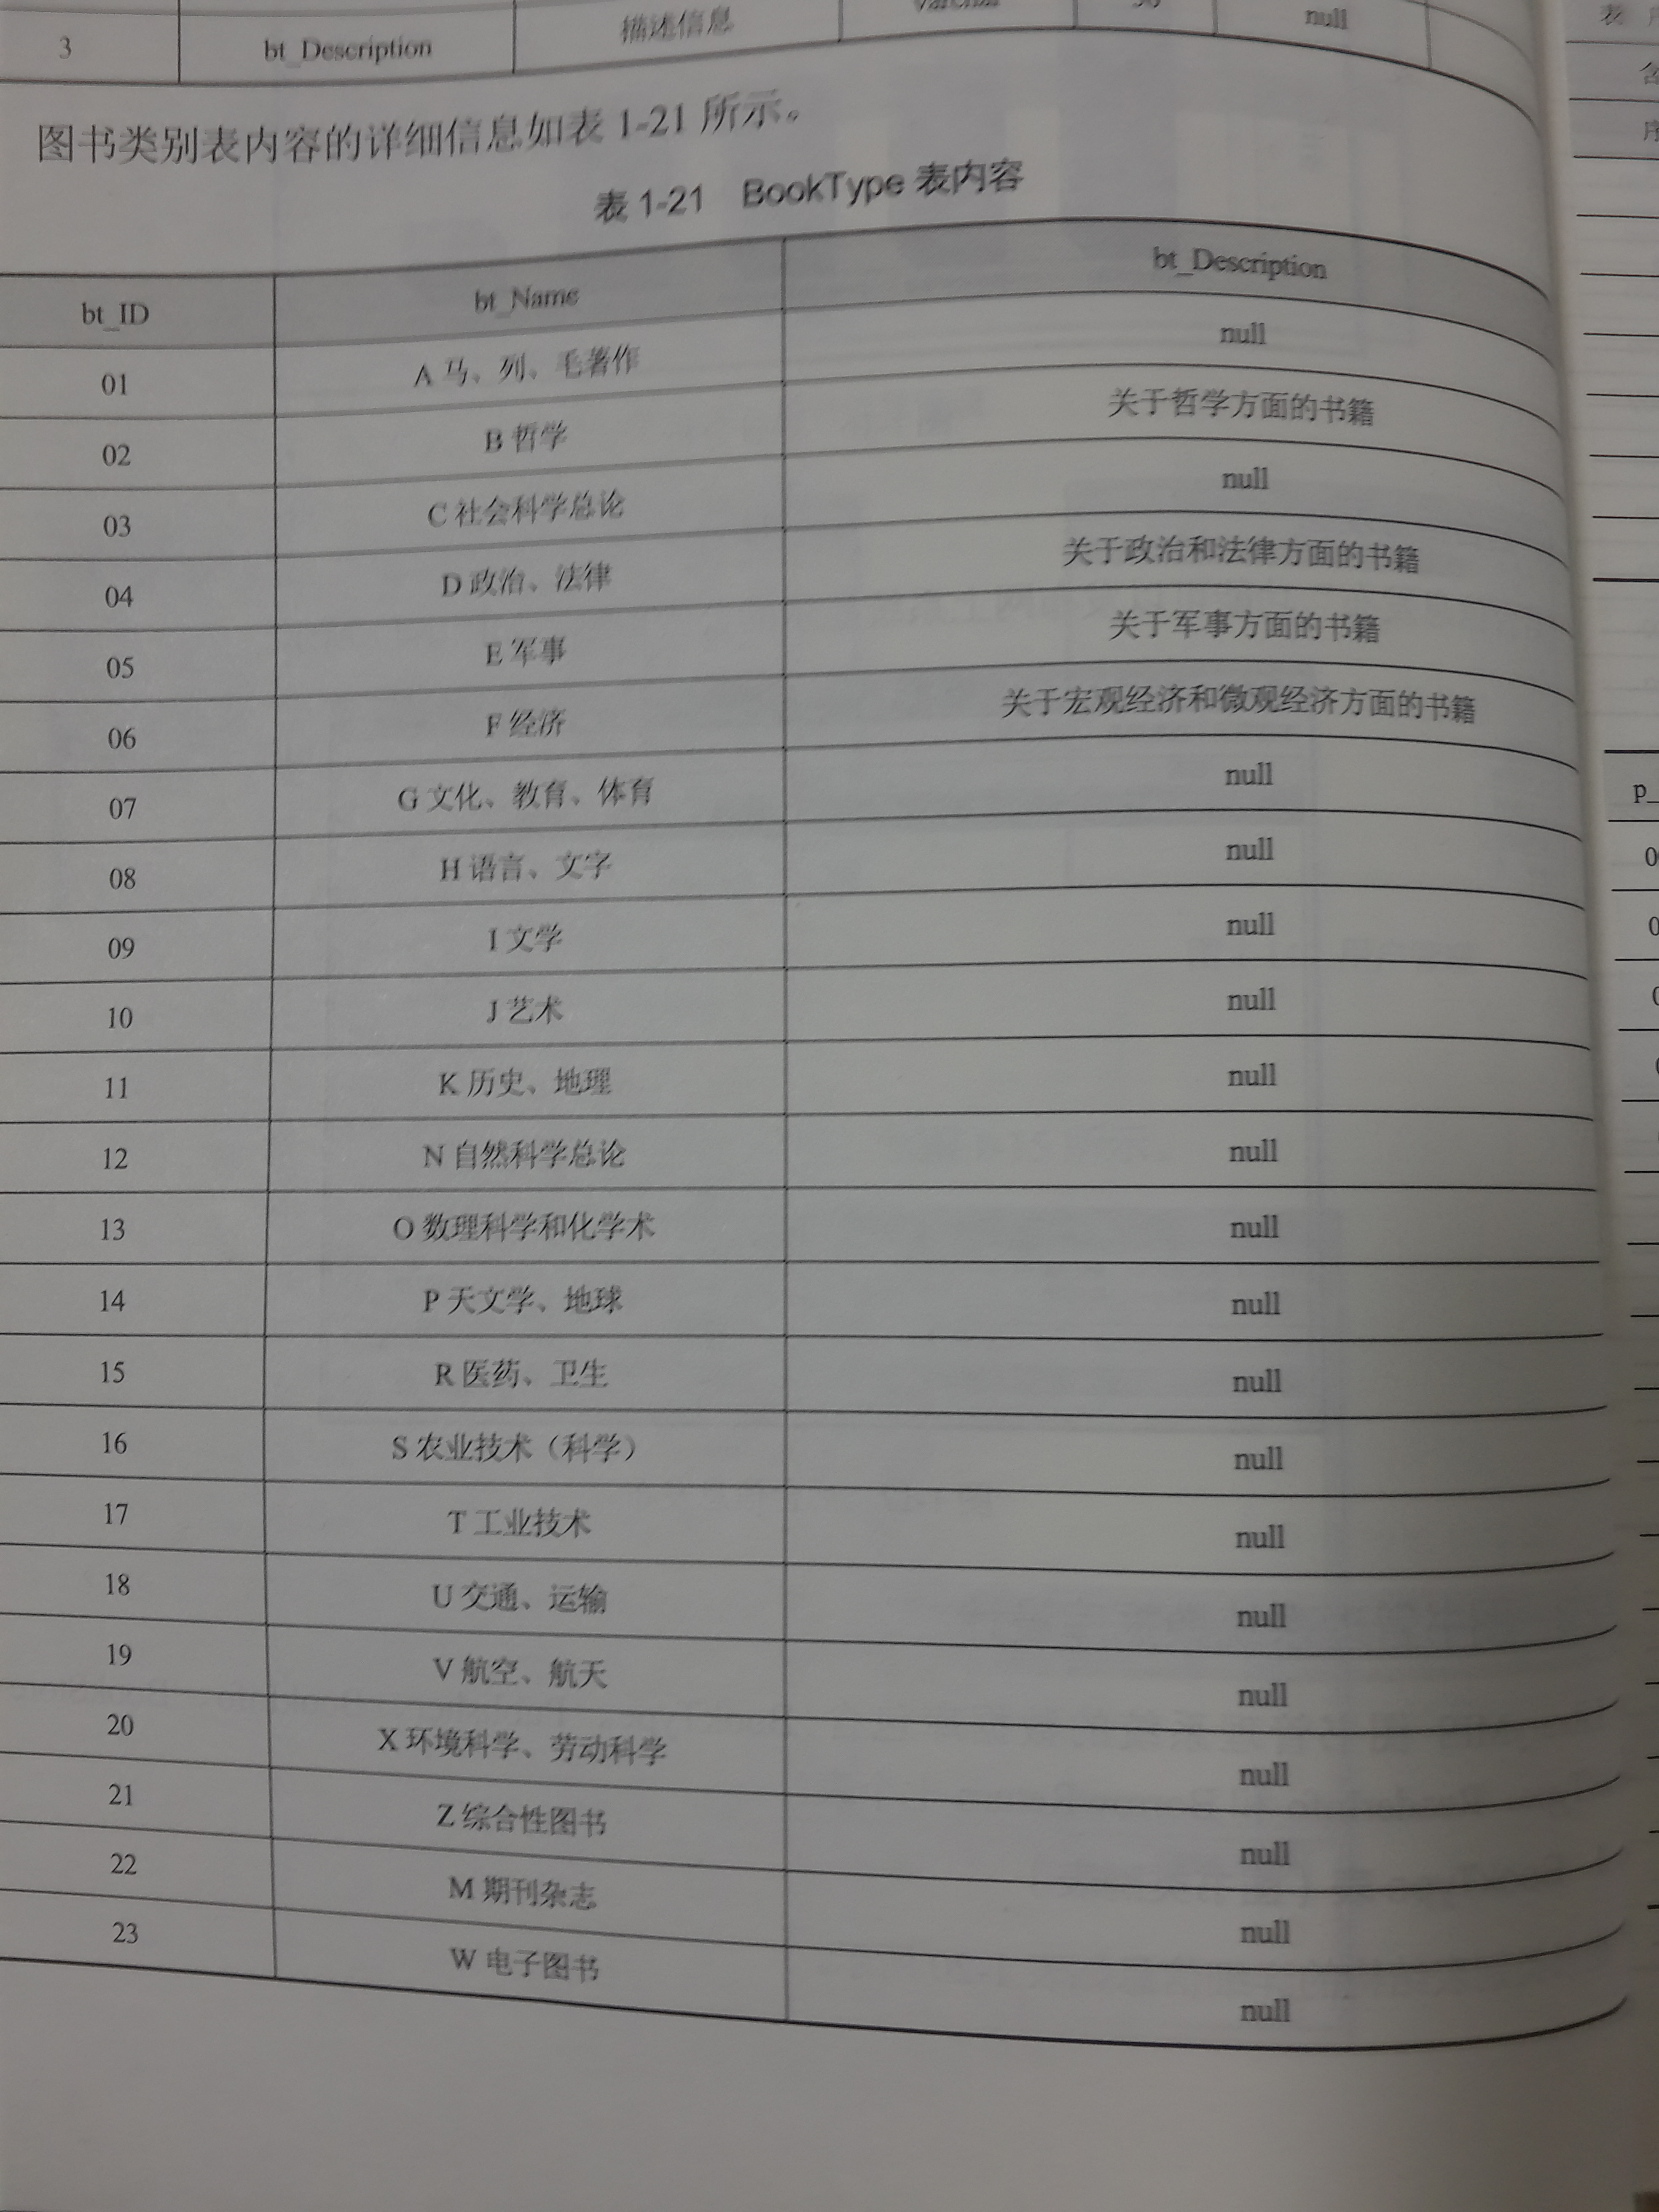 3 bt_Description 描述信息 varchar null
图书类别表内容的详细信息如表 1-21 所示。
表 1-21 BookType 表内容
bt_ID bt_Name bt_Description
01 A 马、列、毛著作 null
02 B 哲学 关于哲学方面的书籍
03 C 社会科学总论 null
04 D 政治、法律 关于政治和法律方面的书籍
05 E 军事 关于军事方面的书籍
06 F 经济 关于宏观经济和微观经济方面的书籍
07 G 文化、教育、体育 null
08 H 语言、文字 null
09 I 文学 null
10 J 艺术 null
11 K 历史、地理 null
12 N 自然科学总论 null
13 O 数理科学和化学术 null
14 P 天文学、地球 null
15 R 医药、卫生 null
16 S 农业技术（科学） null
17 T 工业技术 null
18 U 交通、运输 null
19 V 航空、航天 null
20 X 环境科学、劳动科学 null
21 Z 综合性图书 null
22 M 期刊杂志 null
23 W 电子图书 null
表
p_